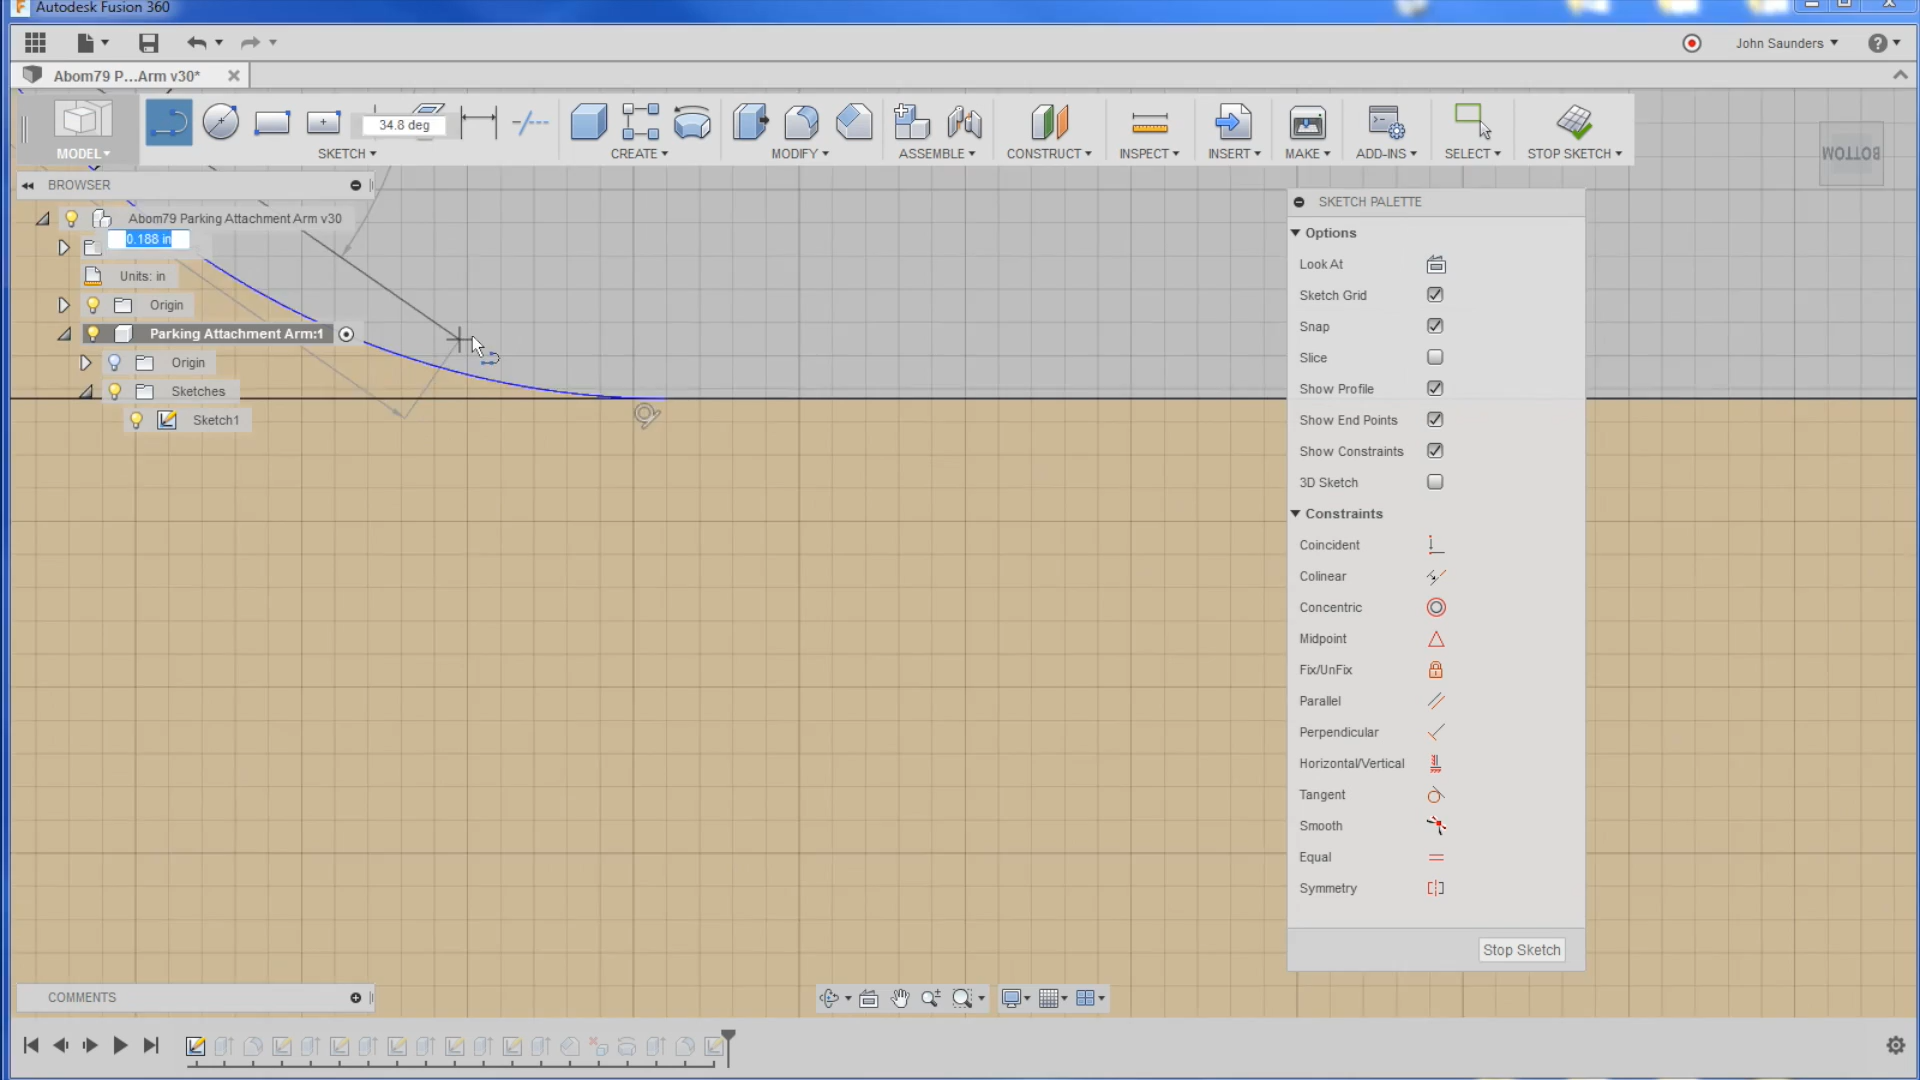 Autodesk Fusion 360
John Saunders
Abom79 P...Arm v30*
34.8 deg
MODEL
SKETCH
CREATE
MODIFY
ASSEMBLE
CONSTRUCT
INSPECT
INSERT
MAKE
ADD-INS
SELECT
STOP SKETCH
BOTTOM
BROWSER
Abom79 Parking Attachment Arm v30
0.188 in
Units: in
Origin
Parking Attachment Arm:1
Origin
Sketches
Sketch1
SKETCH PALETTE
Options
Look At
Sketch Grid
Snap
Slice
Show Profile
Show End Points
Show Constraints
3D Sketch
Constraints
Coincident
Colinear
Concentric
Midpoint
Fix/UnFix
Parallel
Perpendicular
Horizontal/Vertical
Tangent
Smooth
Equal
Symmetry
Stop Sketch
COMMENTS